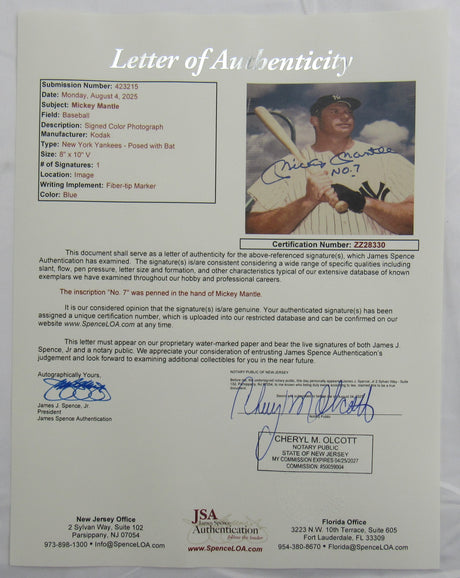 Letter of Authenticity
Submission Number: 423215
Date: Monday, August 4, 2025
Subject: Mickey Mantle
Field: Baseball
Description: Signed Color Photograph
Manufacturer: Kodak
Type: New York Yankees - Posed with Bat
Size: 8" x 10" V
# of Signatures: 1
Location: Image
Writing Implement: Fiber-tip Marker
Color: Blue
Mickey Mantle
No. 7
Certification Number: ZZ28330
This document shall serve as a letter of authenticity for the above-referenced signature(s), which James Spence
Authentication has examined. The signature(s) is/are consistent considering a wide range of specific qualities including
slant, flow, pen pressure, letter size and formation, and other characteristics typical of our extensive database of known
exemplars we have examined throughout our hobby and professional careers.
The inscription "No. 7" was penned in the hand of Mickey Mantle.
It is our considered opinion that the signature(s) is/are genuine. Your authenticated signature(s) has been
assigned a unique certification number, which is uploaded into our restricted database and can be confirmed on our
website www.SpenceLOA.com at any time.
This letter must appear on our proprietary water-marked paper and bear the live signatures of both James J.
Spence, Jr and a notary public. We appreciate your consideration of entrusting James Spence Authentication's
judgement and look forward to examining additional collectibles for you in the near future.
Autographically Yours,
James J. Spence, Jr.
President
James Spence Authentication
NOTARY PUBLIC OF NEW JERSEY
Cheryl M Olcott
Notary Public
CHERYL M. OLCOTT
NOTARY PUBLIC
STATE OF NEW JERSEY
MY COMMISSION EXPIRES 04/25/2027
COMMISSION: #50059004
New Jersey Office
2 Sylvan Way, Suite 102
Parsippany, NJ 07054
973-898-1300 • Info@SpenceLOA.com
JSA
James Spence
Authentication
www.SpenceLOA.com
Florida Office
3223 N.W. 10th Terrace, Suite 605
Fort Lauderdale, FL 33309
954-380-8670 • Florida@SpenceLOA.com